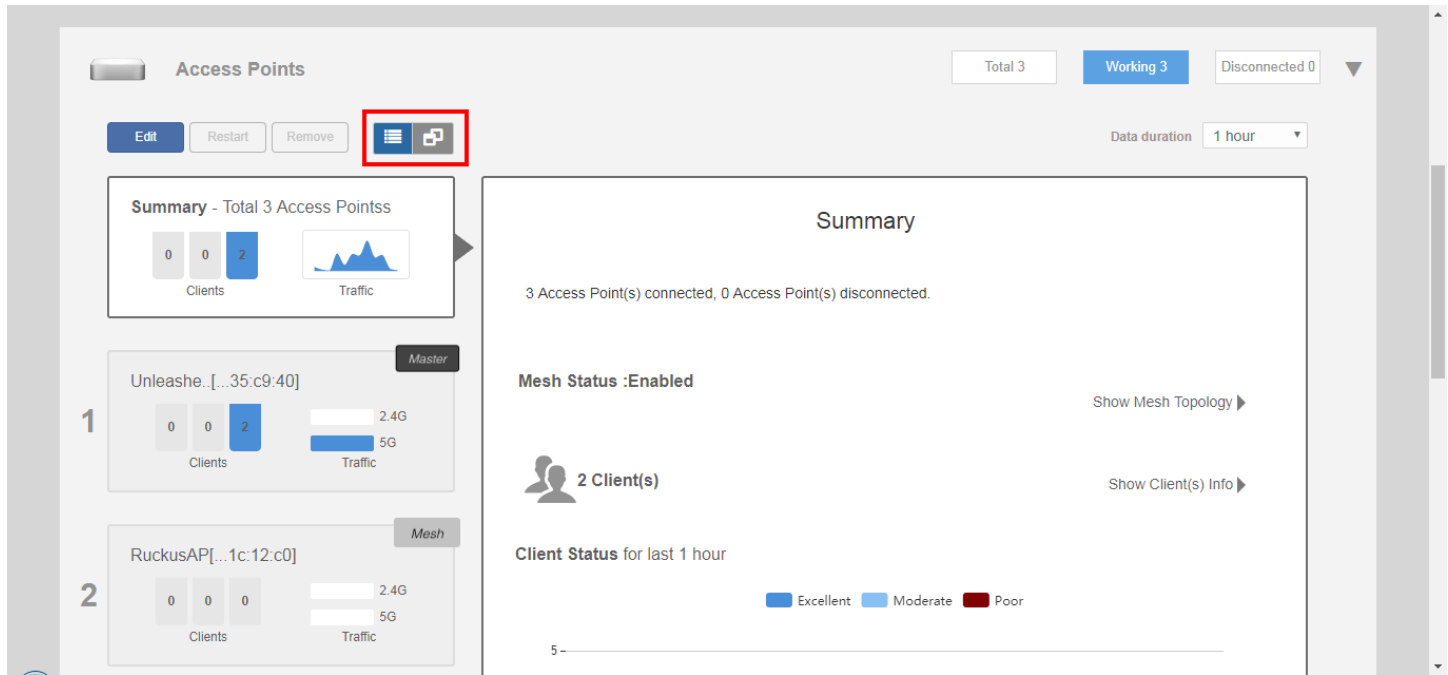 Access Points
Total 3
Working 3
Disconnected 0
Edit
Restart
Remove
Data duration
1 hour
Summary - Total 3 Access Pointss
0 0 2
Clients
Traffic
Summary
3 Access Point(s) connected, 0 Access Point(s) disconnected.
Mesh Status :Enabled
Show Mesh Topology
2 Client(s)
Show Client(s) Info
Client Status for last 1 hour
Excellent
Moderate
Poor
5
1
Master
Unleashe..[...35:c9:40]
0 0 2
2.4G
5G
Clients
Traffic
2
Mesh
RuckusAP[...1c:12:c0]
0 0 0
2.4G
5G
Clients
Traffic